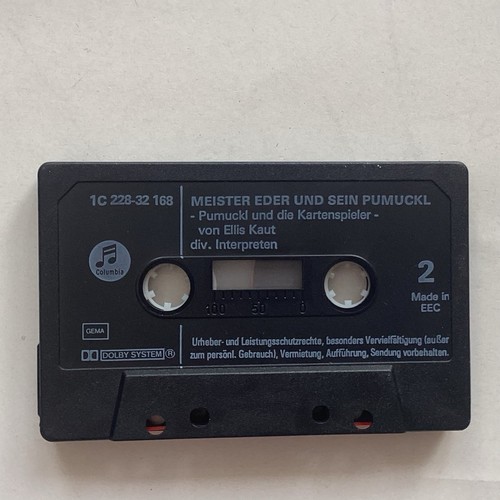 1C 228-32 168
MEISTER EDER UND SEIN PUMUCKL
- Pumuckl und die Kartenspieler -
von Ellis Kaut
div. Interpreten
Columbia
100 50 0
2
Made in
EEC
GEMA
DOLBY SYSTEM ®
Urheber- und Leistungsschutzrechte, besonders Vervielfältigung (außer
zum persönl. Gebrauch), Vermietung, Aufführung, Sendung vorbehalten.